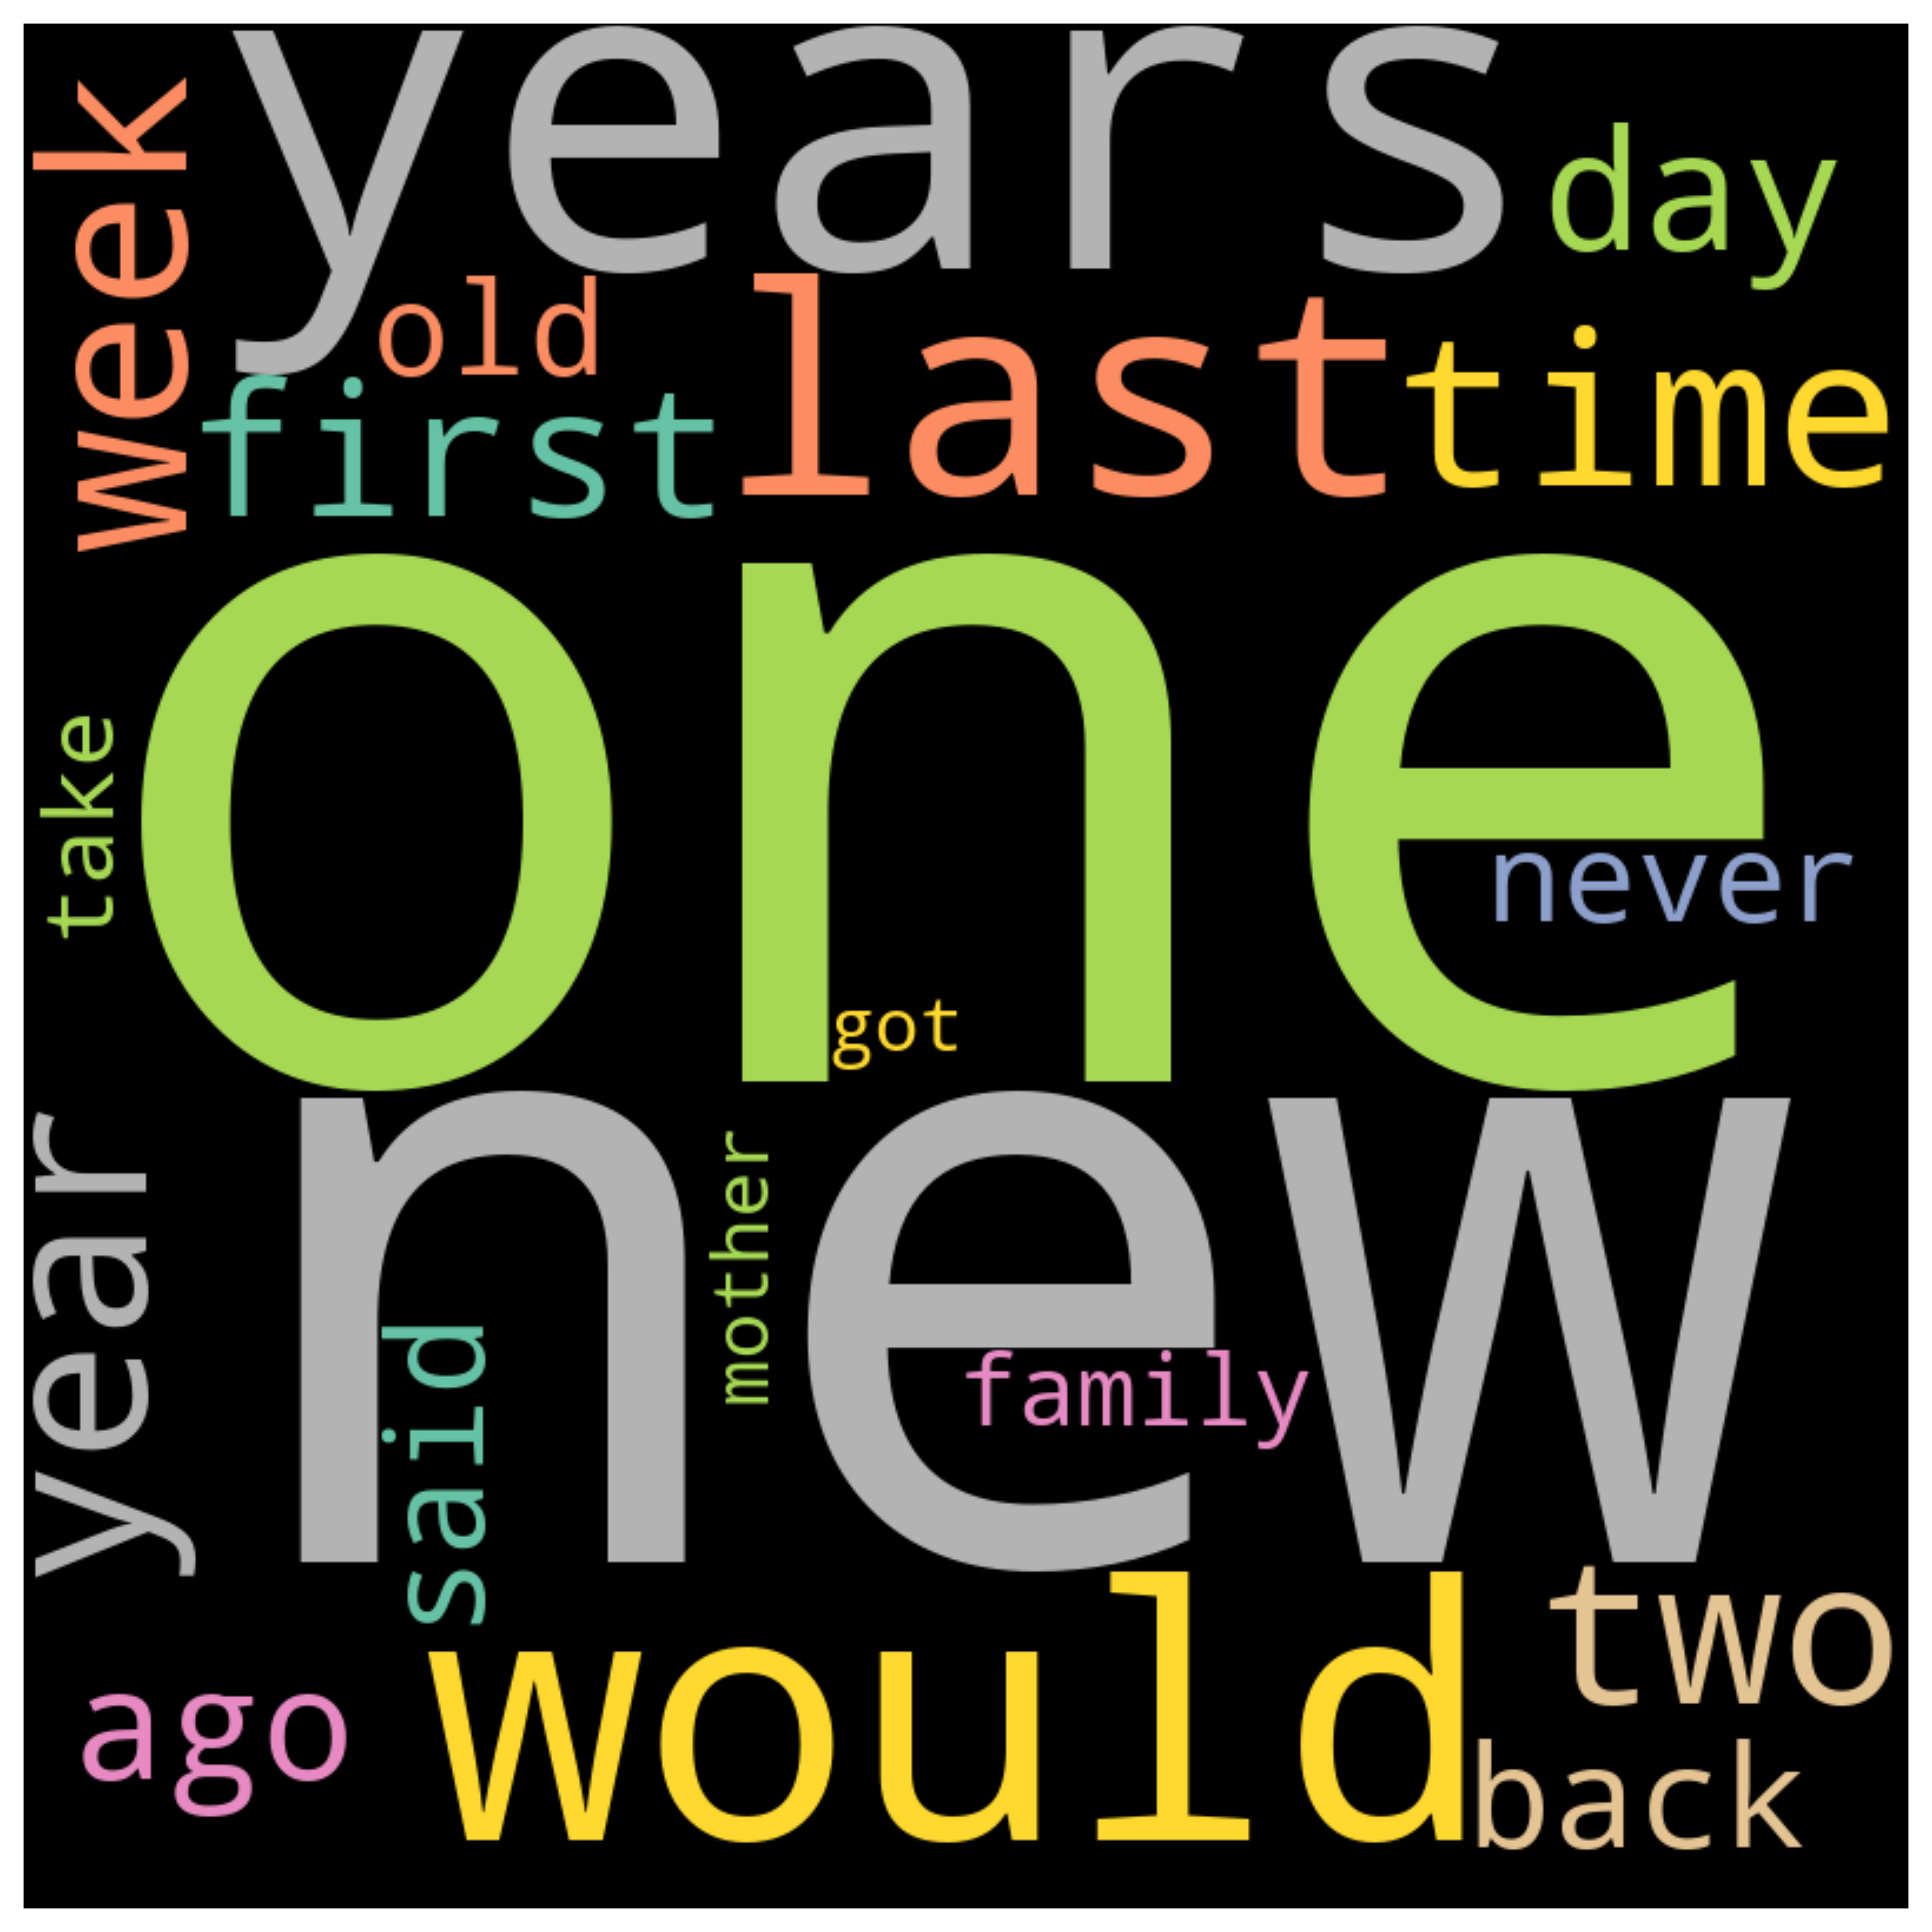 years
week
day
old
last
time
first
one
take
never
got
new
year
mother
said
family
would
two
ago
back